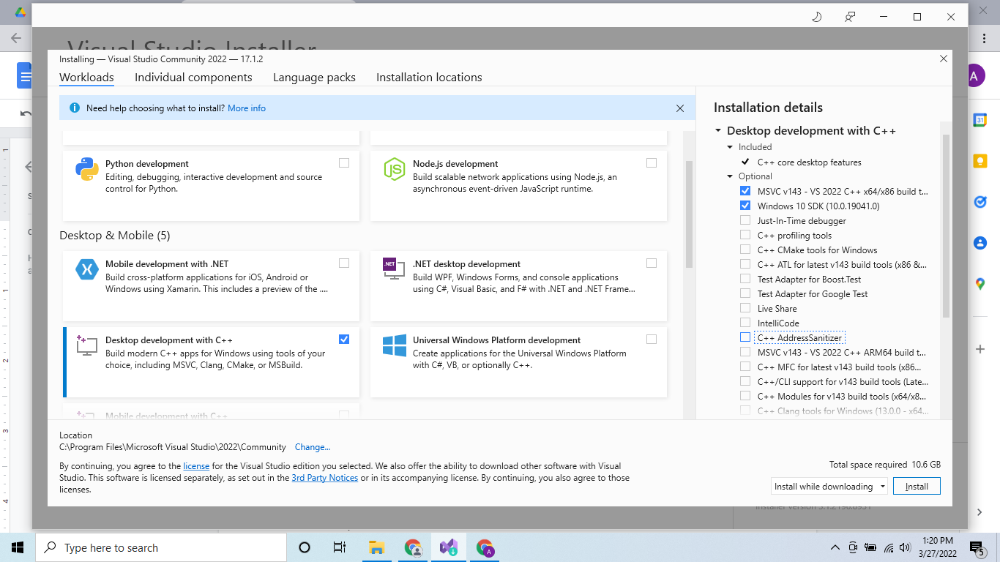 Visual Studio Installer
Installing — Visual Studio Community 2022 — 17.1.2
Workloads
Individual components
Language packs
Installation locations
Need help choosing what to install? More info
Python development
Editing, debugging, interactive development and source
control for Python.
Node.js development
Build scalable network applications using Node.js, an
asynchronous event-driven JavaScript runtime.
Desktop & Mobile (5)
Mobile development with .NET
Build cross-platform applications for iOS, Android or
Windows using Xamarin. This includes a preview of the ....
.NET
.NET desktop development
Build WPF, Windows Forms, and console applications
using C#, Visual Basic, and F# with .NET and .NET Frame...
Desktop development with C++
Build modern C++ apps for Windows using tools of your
choice, including MSVC, Clang, CMake, or MSBuild.
Universal Windows Platform development
Create applications for the Universal Windows Platform
with C#, VB, or optionally C++.
Mobile development with C++
Installation details
Desktop development with C++
Included
C++ core desktop features
Optional
MSVC v143 - VS 2022 C++ x64/x86 build t...
Windows 10 SDK (10.0.19041.0)
Just-In-Time debugger
C++ profiling tools
C++ CMake tools for Windows
C++ ATL for latest v143 build tools (x86 &...
Test Adapter for Boost.Test
Test Adapter for Google Test
Live Share
IntelliCode
C++ AddressSanitizer
MSVC v143 - VS 2022 C++ ARM64 build t...
C++ MFC for latest v143 build tools (x86...
C++/CLI support for v143 build tools (Late...
C++ Modules for v143 build tools (x64/x8...
C++ Clang tools for Windows (13.0.0 - x64...
Location
C:\Program Files\Microsoft Visual Studio\2022\Community Change...
By continuing, you agree to the license for the Visual Studio edition you selected. We also offer the ability to download other software with Visual
Studio. This software is licensed separately, as set out in the 3rd Party Notices or in its accompanying license. By continuing, you also agree to those
licenses.
Total space required 10.6 GB
Install while downloading
Install
A
31
1
1
2
3
4
Type here to search
A
1:20 PM
3/27/2022
5